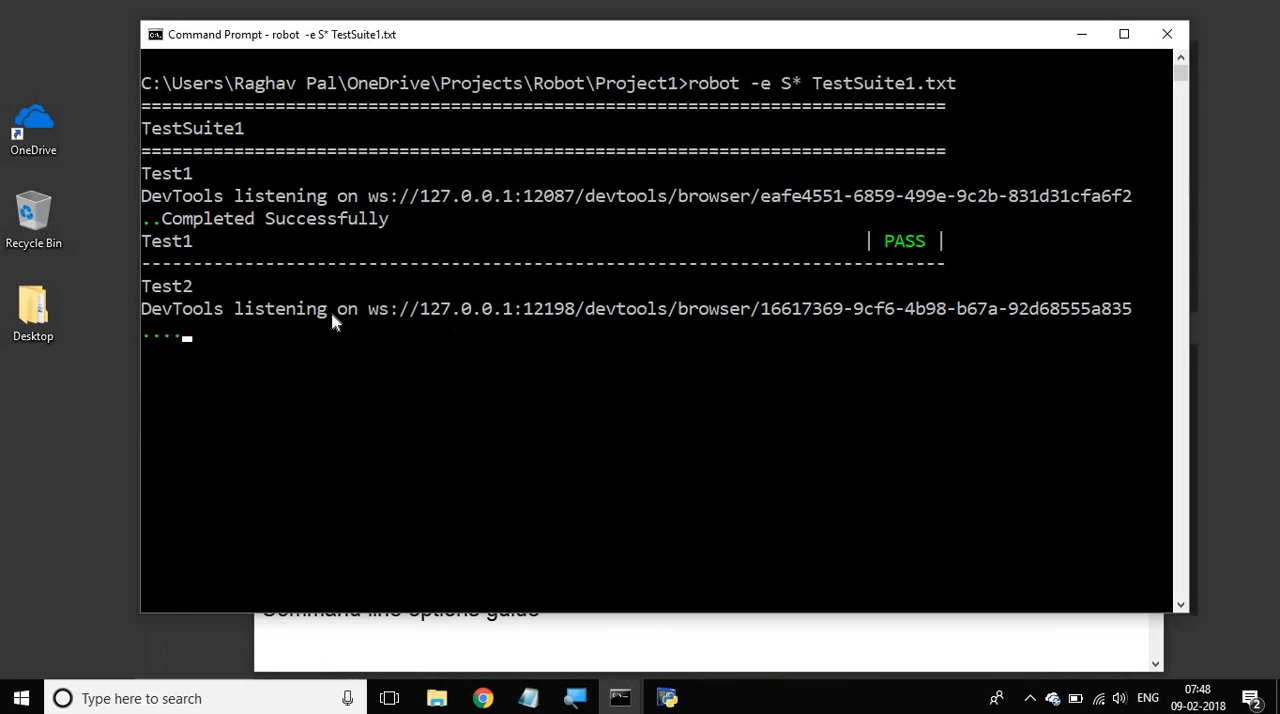 Command Prompt - robot  -e S* TestSuite1.txt
C:\Users\Raghav Pal\OneDrive\Projects\Robot\Project1>robot -e S* TestSuite1.txt
==============================================================================
TestSuite1
==============================================================================
Test1
DevTools listening on ws://127.0.0.1:12087/devtools/browser/eafe4551-6859-499e-9c2b-831d31cfa6f2
..Completed Successfully
Test1 | PASS |
------------------------------------------------------------------------------
Test2
DevTools listening on ws://127.0.0.1:12198/devtools/browser/16617369-9cf6-4b98-b67a-92d68555a835
....
OneDrive
Recycle Bin
Desktop
Command line options guide
Type here to search
ENG
07:48
09-02-2018
2